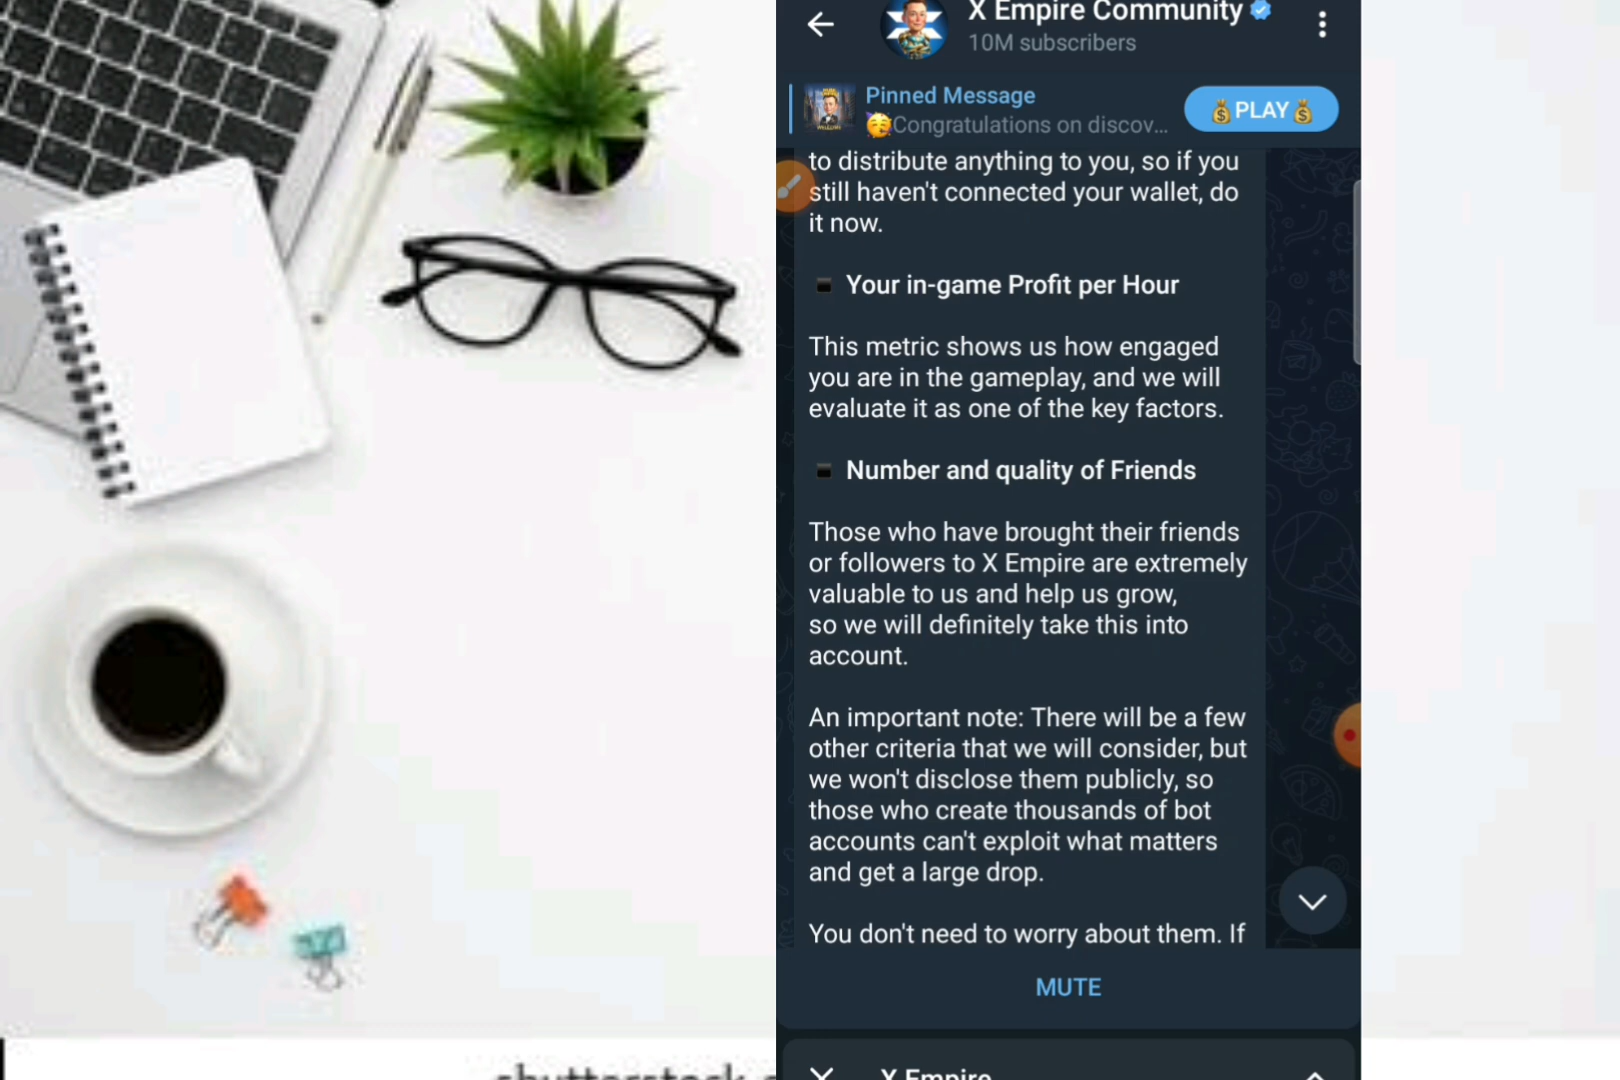 X Empire Community
10M subscribers
Pinned Message
🥳Congratulations on discov...
💰PLAY💰
to distribute anything to you, so if you
still haven't connected your wallet, do
it now.
▪️ Your in-game Profit per Hour
This metric shows us how engaged
you are in the gameplay, and we will
evaluate it as one of the key factors.
▪️ Number and quality of Friends
Those who have brought their friends
or followers to X Empire are extremely
valuable to us and help us grow,
so we will definitely take this into
account.
An important note: There will be a few
other criteria that we will consider, but
we won't disclose them publicly, so
those who create thousands of bot
accounts can't exploit what matters
and get a large drop.
You don't need to worry about them. If
MUTE
X Empire